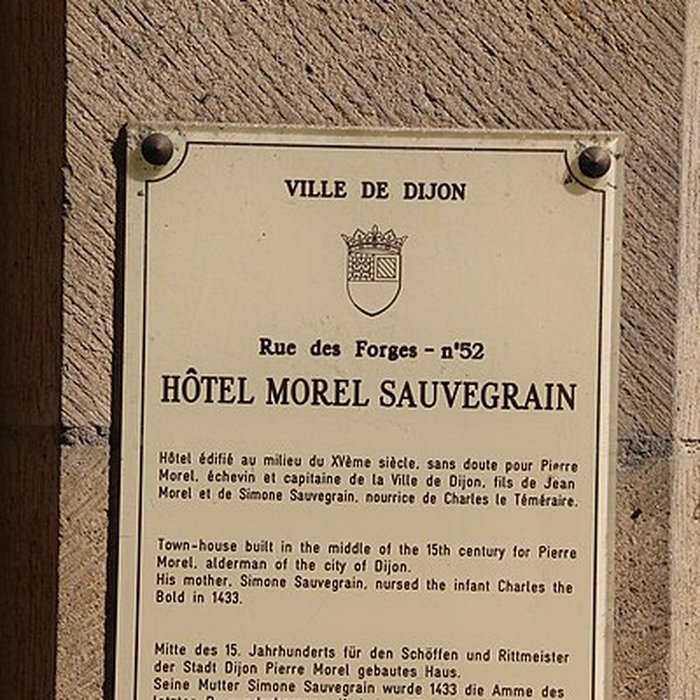 VILLE DE DIJON
Rue des Forges - n°52
HÔTEL MOREL SAUVEGRAIN
Hôtel édifié au milieu du XVème siècle, sans doute pour Pierre
Morel, échevin et capitaine de la Ville de Dijon, fils de Jean
Morel et de Simone Sauvegrain, nourrice de Charles le Téméraire.
Town-house built in the middle of the 15th century for Pierre
Morel, alderman of the city of Dijon.
His mother, Simone Sauvegrain, nursed the infant Charles the
Bold in 1433.
Mitte des 15. Jahrhunderts für den Schöffen und Rittmeister
der Stadt Dijon Pierre Morel gebautes Haus.
Seine Mutter Simone Sauvegrain wurde 1433 die Amme des